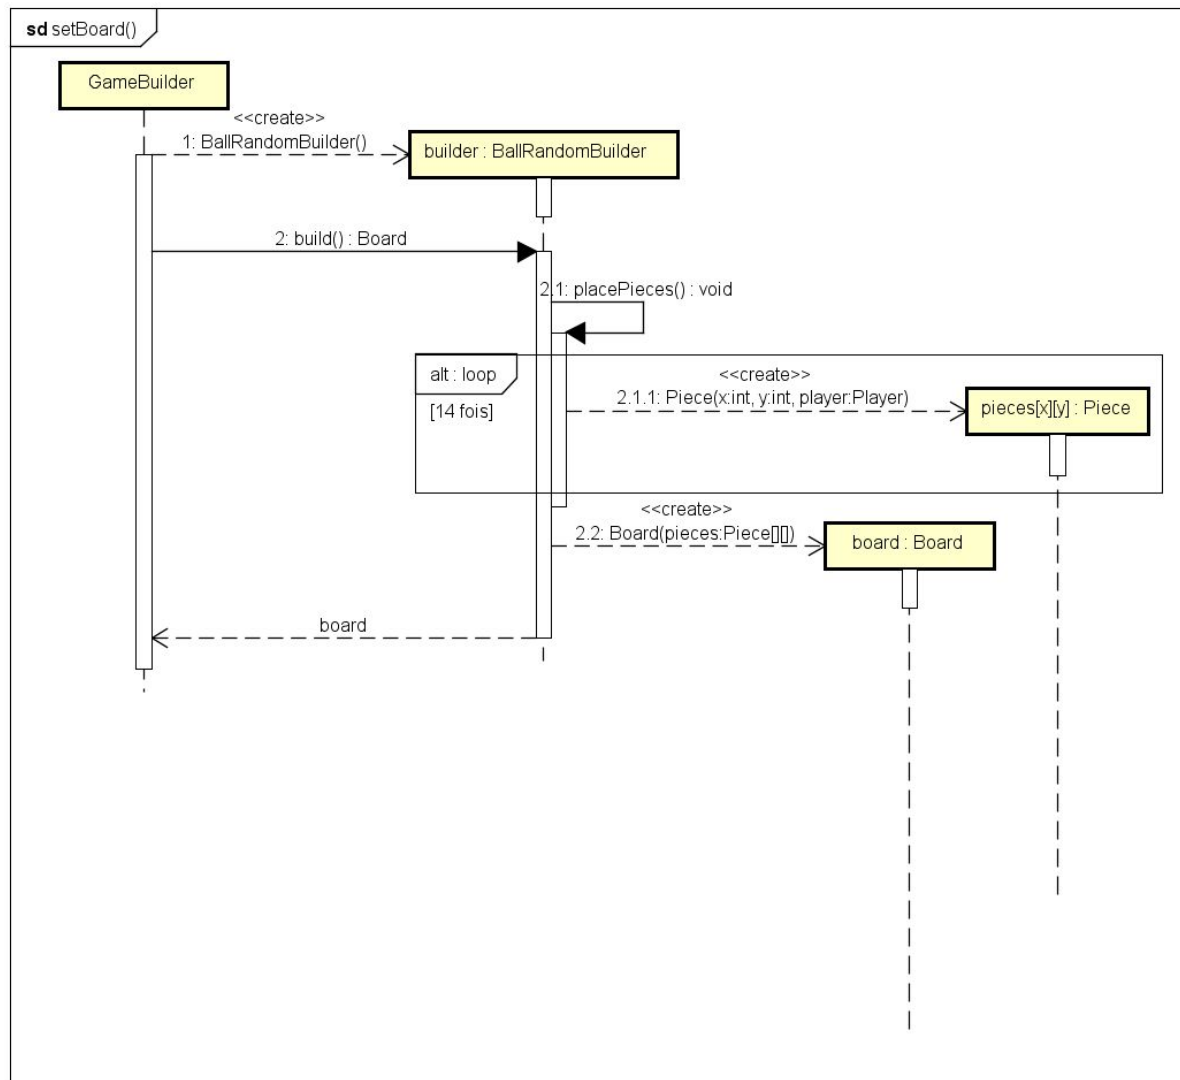 sd setBoard()
GameBuilder
<<create>>
1: BallRandomBuilder()
builder : BallRandomBuilder
2: build() : Board
2.1: placePieces() : void
alt : loop
[14 fois]
<<create>>
2.1.1: Piece(x:int, y:int, player:Player)
pieces[x][y] : Piece
<<create>>
2.2: Board(pieces:Piece[][])
board : Board
board